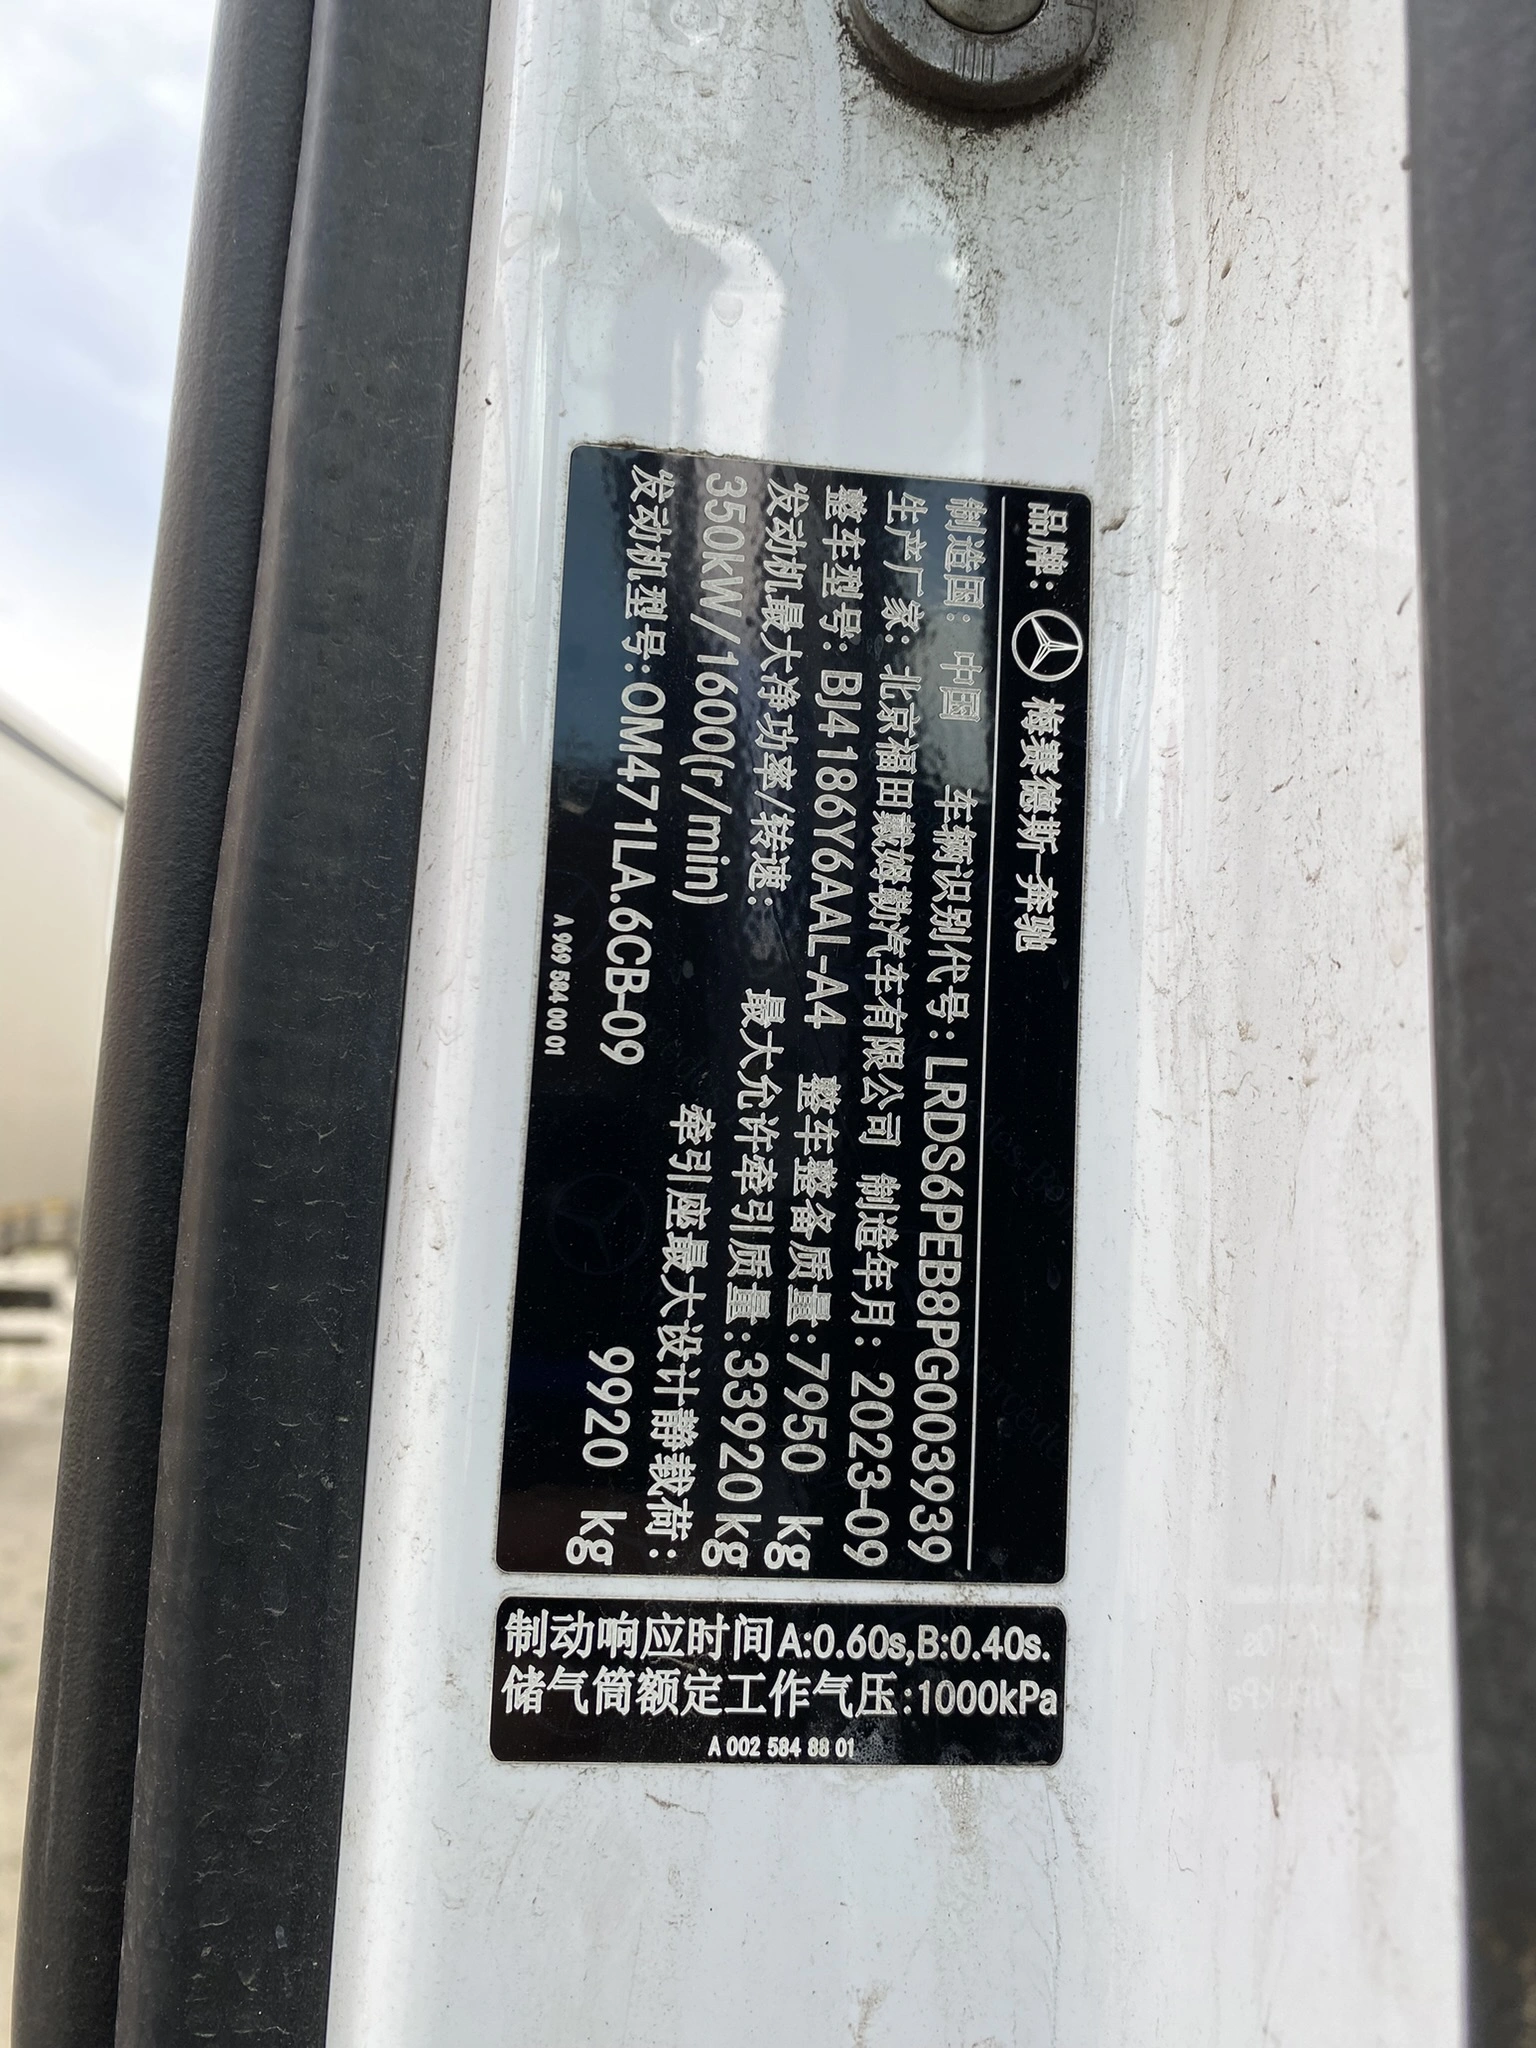 品牌: 梅赛德斯-奔驰
制造国: 中国 车辆识别代号: LRDS6PEB8PG003939
生产厂家: 北京福田戴姆勒汽车有限公司 制造年月: 2023-09
整车型号: BJ4186Y6AAL-A4 整车整备质量: 7950 kg
发动机最大净功率/转速: 最大允许牵引质量: 33920 kg
350kW/1600(r/min) 牵引座最大设计静载荷:
发动机型号: OM471LA.6CB-09 9920 kg
A 969 584 00 01
制动响应时间A:0.60s,B:0.40s.
储气筒额定工作气压:1000kPa
A 002 584 88 01